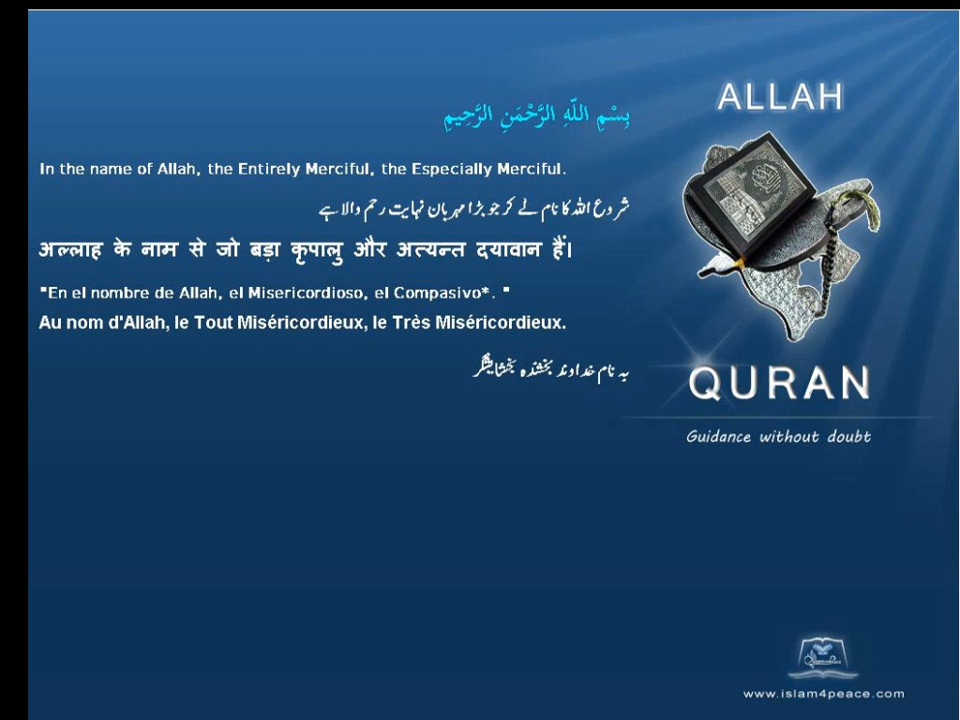 بِسْمِ اللَّهِ الرَّحْمَنِ الرَّحِيمِ
In the name of Allah, the Entirely Merciful, the Especially Merciful.
شروع الله کا نام لے کر جو بڑا مہربان نہایت رحم والا ہے
अल्लाह के नाम से जो बड़ा कृपालु और अत्यन्त दयावान हैं।
"En el nombre de Allah, el Misericordioso, el Compasivo*. "
Au nom d'Allah, le Tout Miséricordieux, le Très Miséricordieux.
به نام خداوند بخشنده بخشایشگر
ALLAH
QURAN
Guidance without doubt
www.islam4peace.com